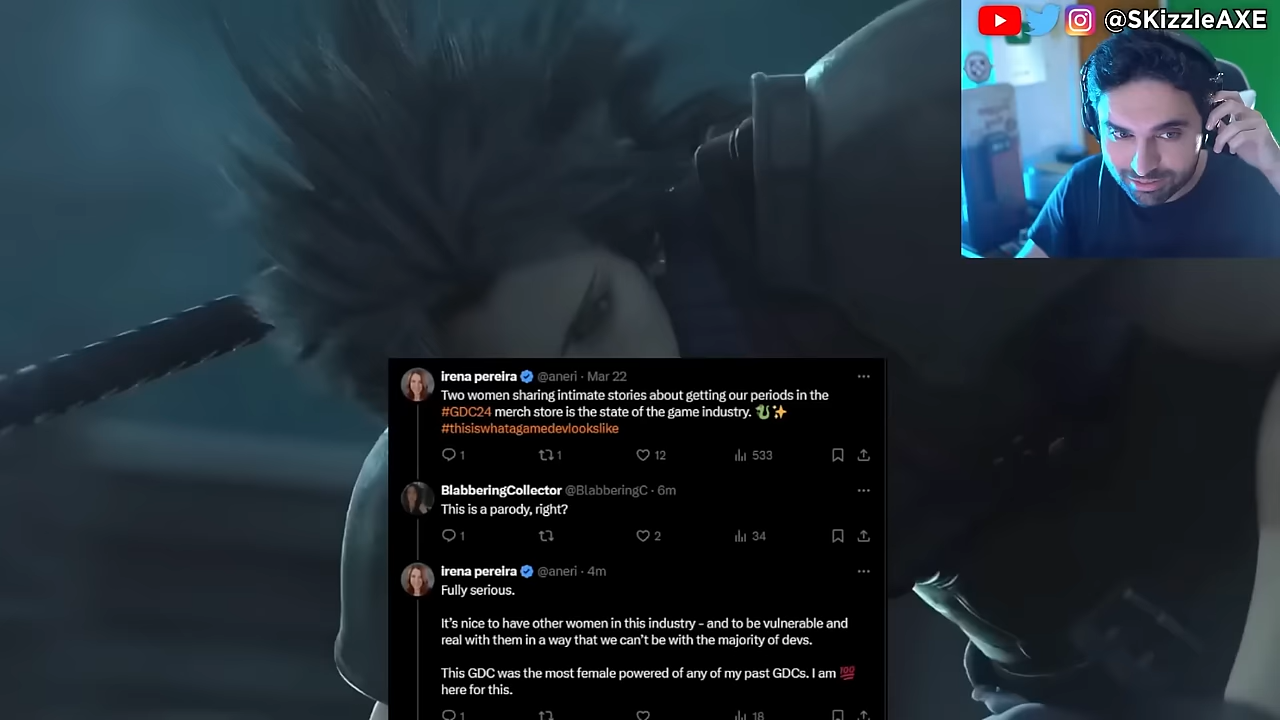 @SKizzleAXE
irena pereira @aneri · Mar 22
Two women sharing intimate stories about getting our periods in the
#GDC24 merch store is the state of the game industry. 🐉✨
#thisiswhatagamedevlookslike
1 1 12 533
BlabberingCollector @BlabberingC · 6m
This is a parody, right?
1 2 34
irena pereira @aneri · 4m
Fully serious.
It's nice to have other women in this industry - and to be vulnerable and
real with them in a way that we can't be with the majority of devs.
This GDC was the most female powered of any of my past GDCs. I am 💯
here for this.
1 18